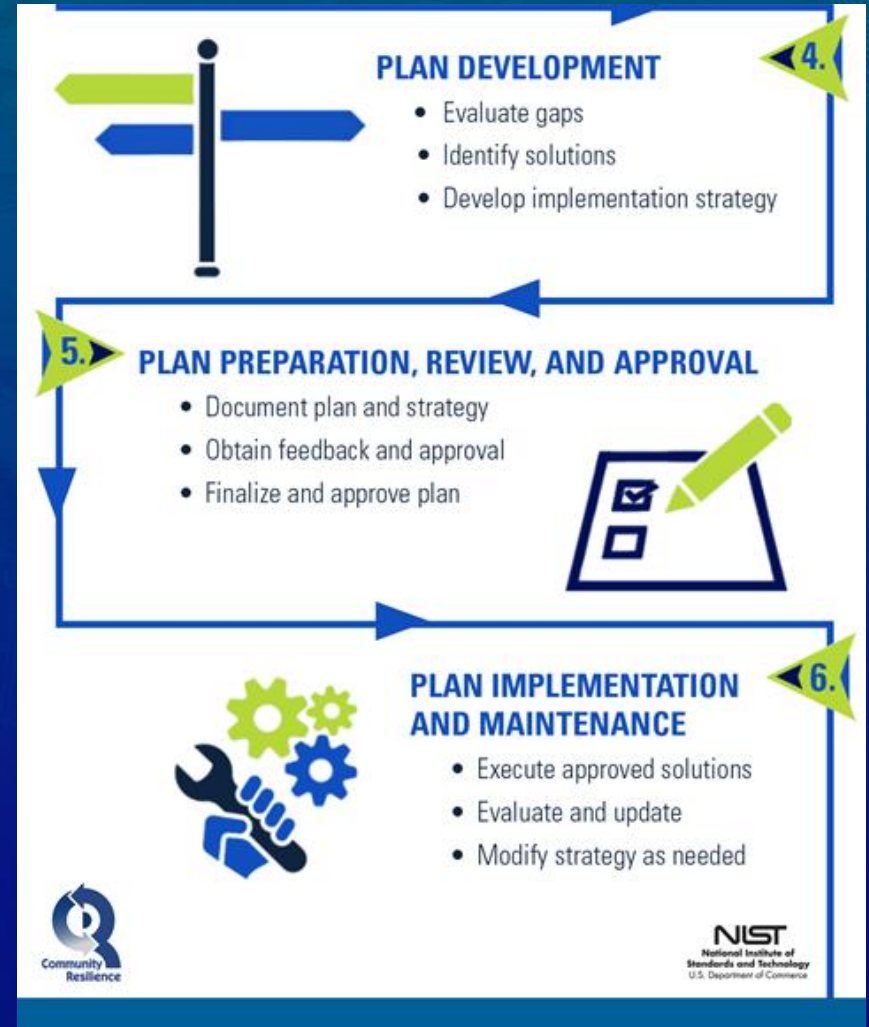 PLAN DEVELOPMENT
4.
• Evaluate gaps
• Identify solutions
• Develop implementation strategy
5.
PLAN PREPARATION, REVIEW, AND APPROVAL
• Document plan and strategy
• Obtain feedback and approval
• Finalize and approve plan
6.
PLAN IMPLEMENTATION
AND MAINTENANCE
• Execute approved solutions
• Evaluate and update
• Modify strategy as needed
Community
Resilience
NIST
National Institute of
Standards and Technology
U.S. Department of Commerce